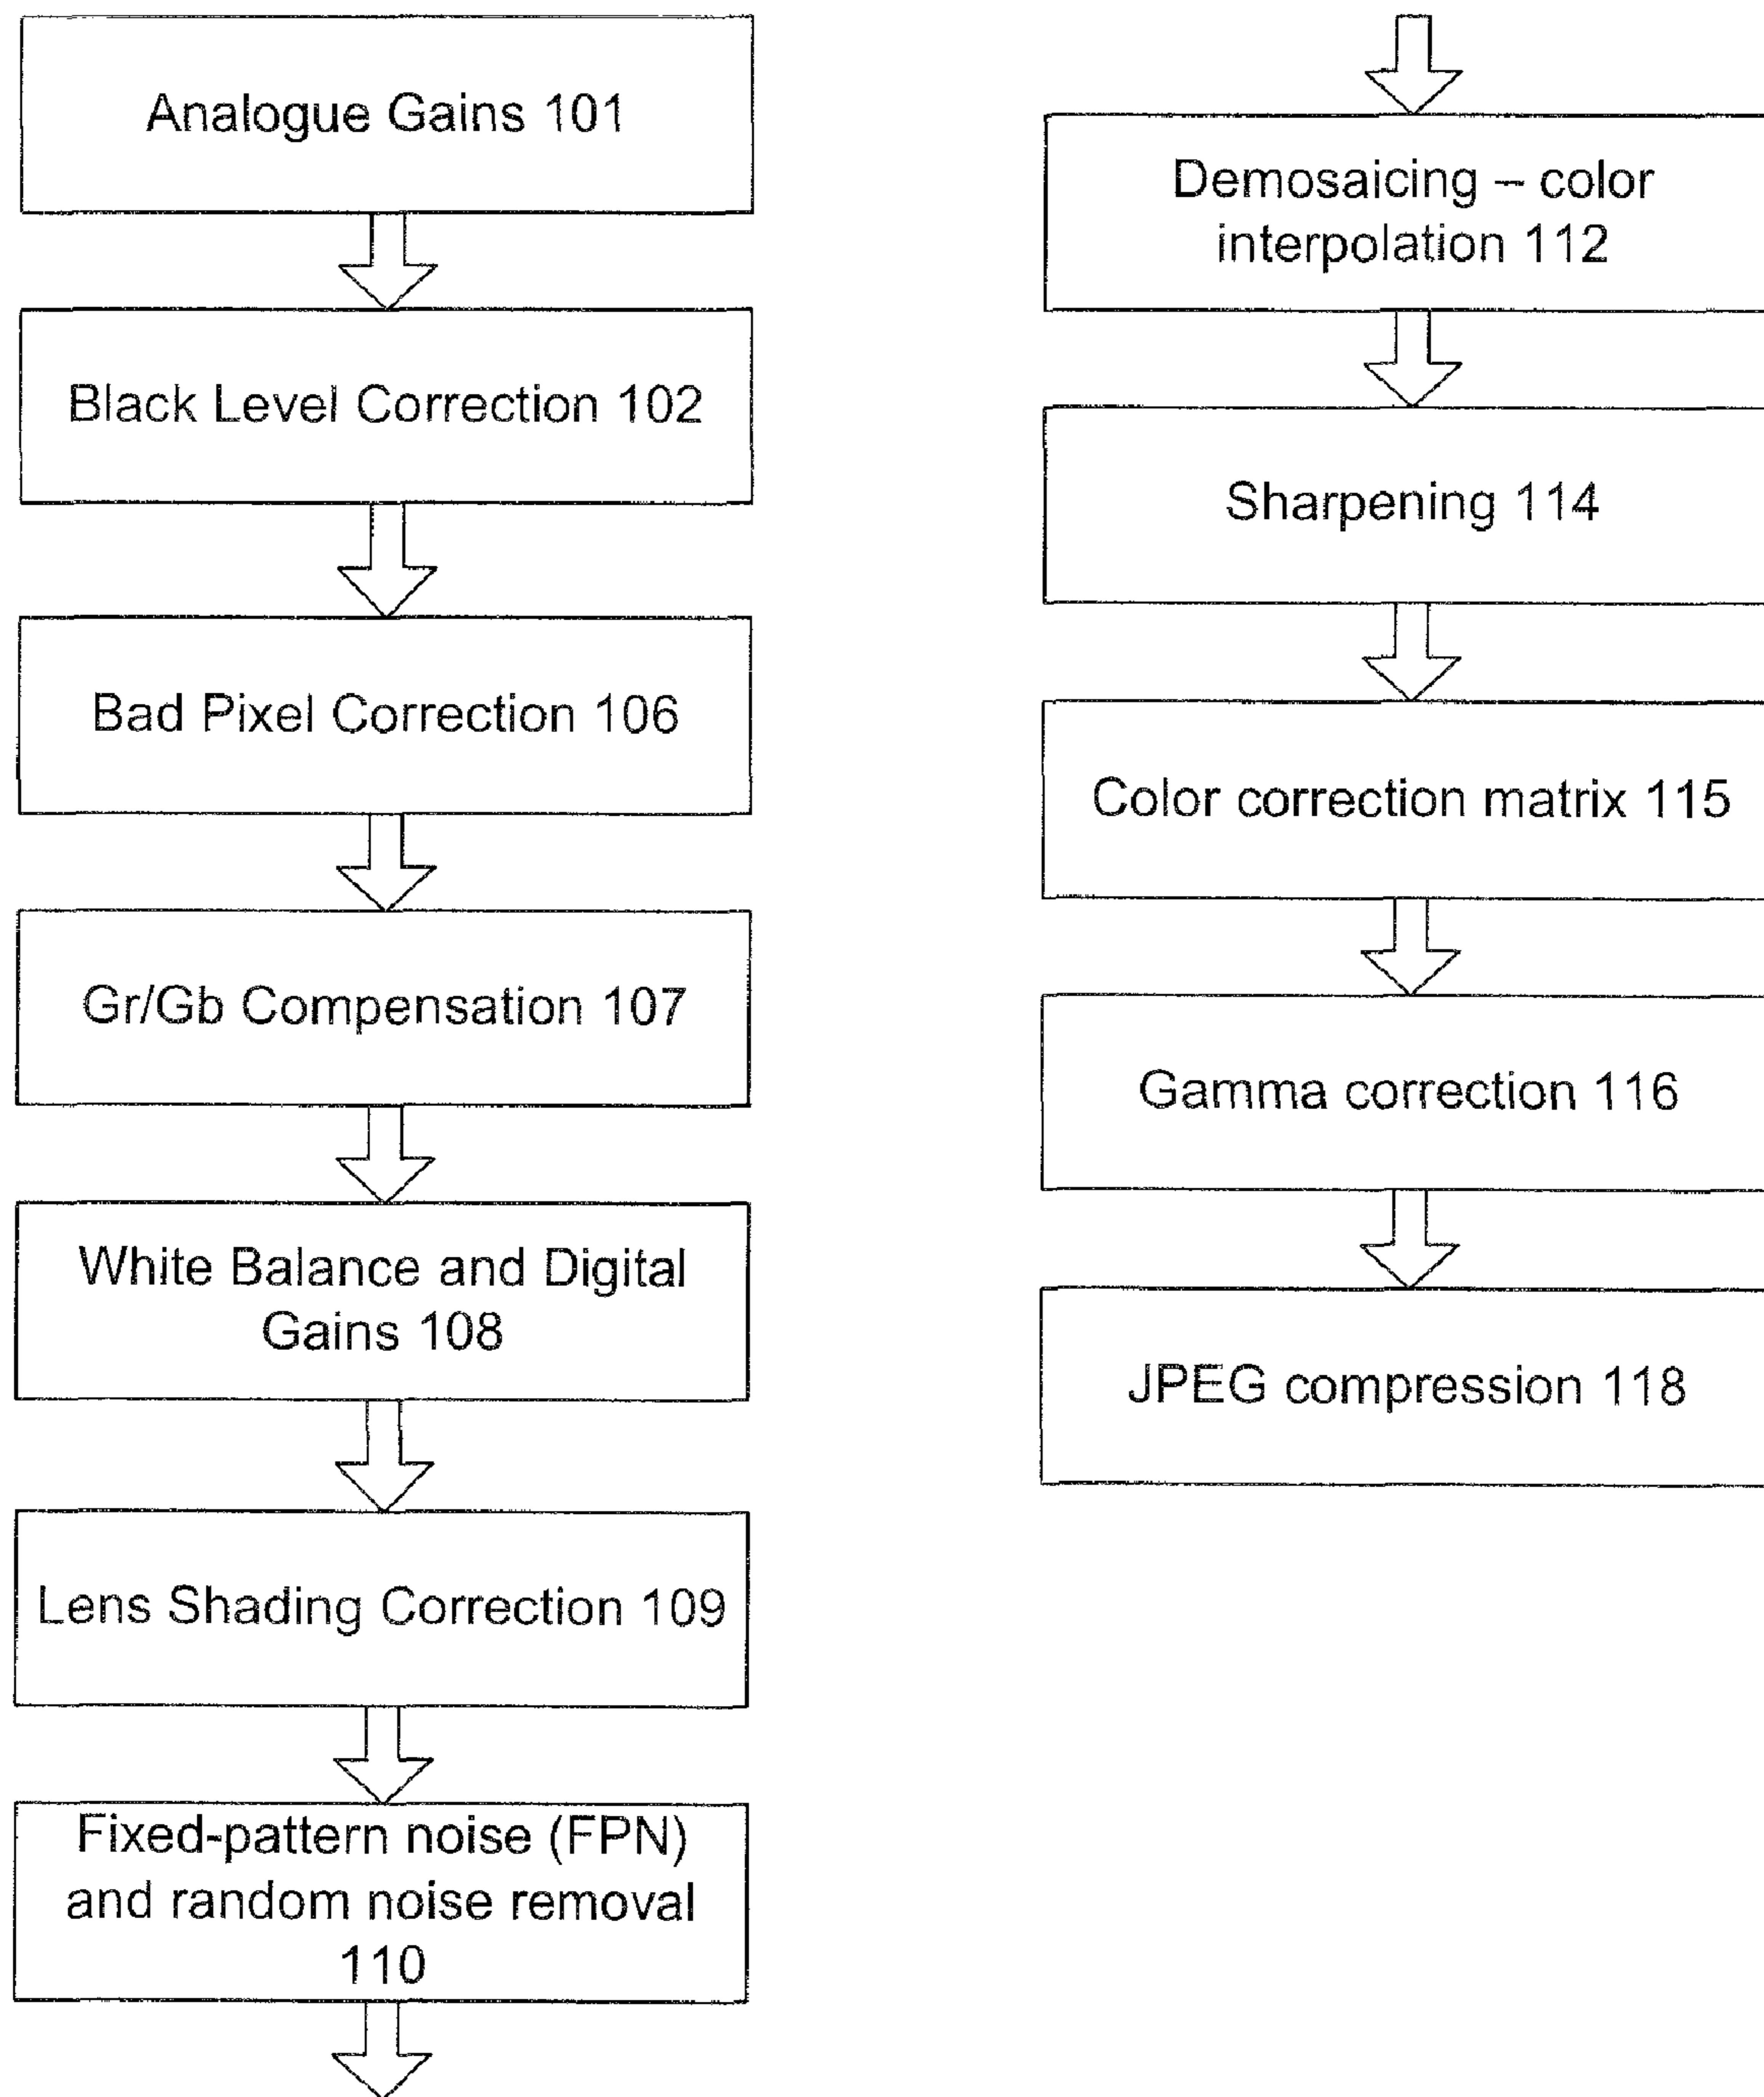 Analogue Gains 101
Black Level Correction 102
Bad Pixel Correction 106
Gr/Gb Compensation 107
White Balance and Digital
Gains 108
Lens Shading Correction 109
Fixed-pattern noise (FPN)
and random noise removal
110
Demosaicing – color
interpolation 112
Sharpening 114
Color correction matrix 115
Gamma correction 116
JPEG compression 118